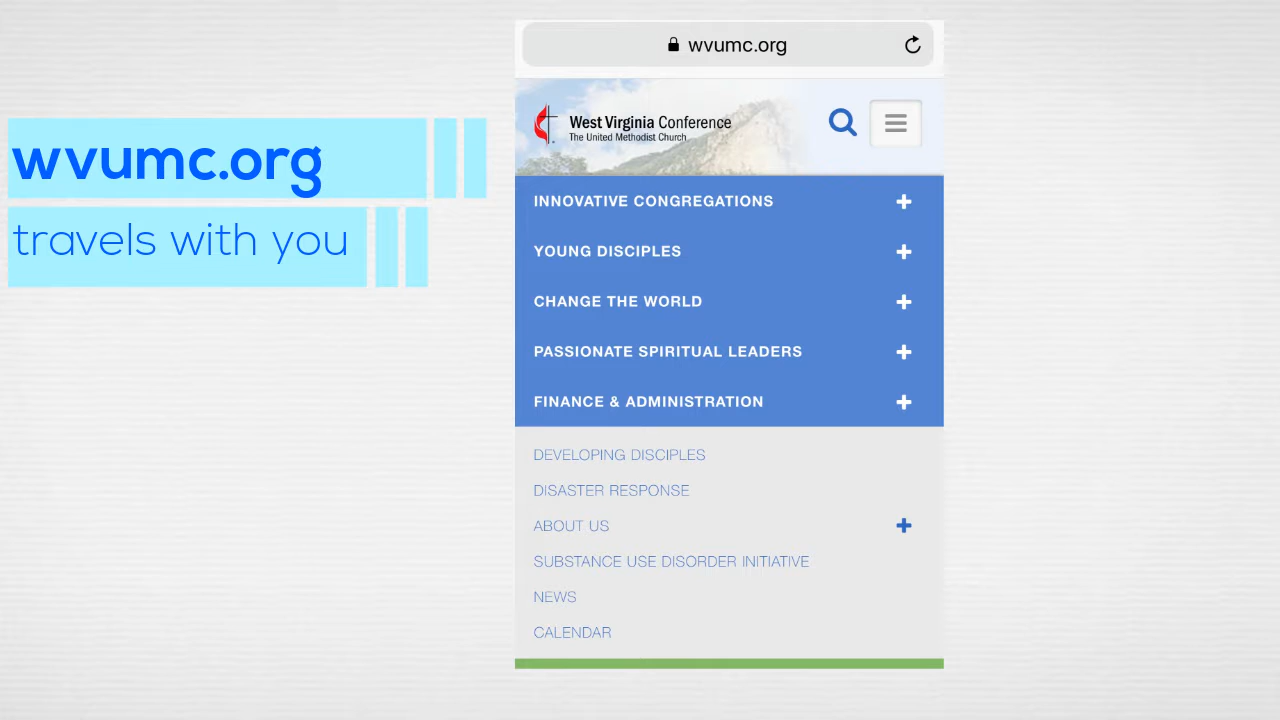 wvumc.org
travels with you
wvumc.org
West Virginia Conference
The United Methodist Church
INNOVATIVE CONGREGATIONS
YOUNG DISCIPLES
CHANGE THE WORLD
PASSIONATE SPIRITUAL LEADERS
FINANCE & ADMINISTRATION
DEVELOPING DISCIPLES
DISASTER RESPONSE
ABOUT US
SUBSTANCE USE DISORDER INITIATIVE
NEWS
CALENDAR